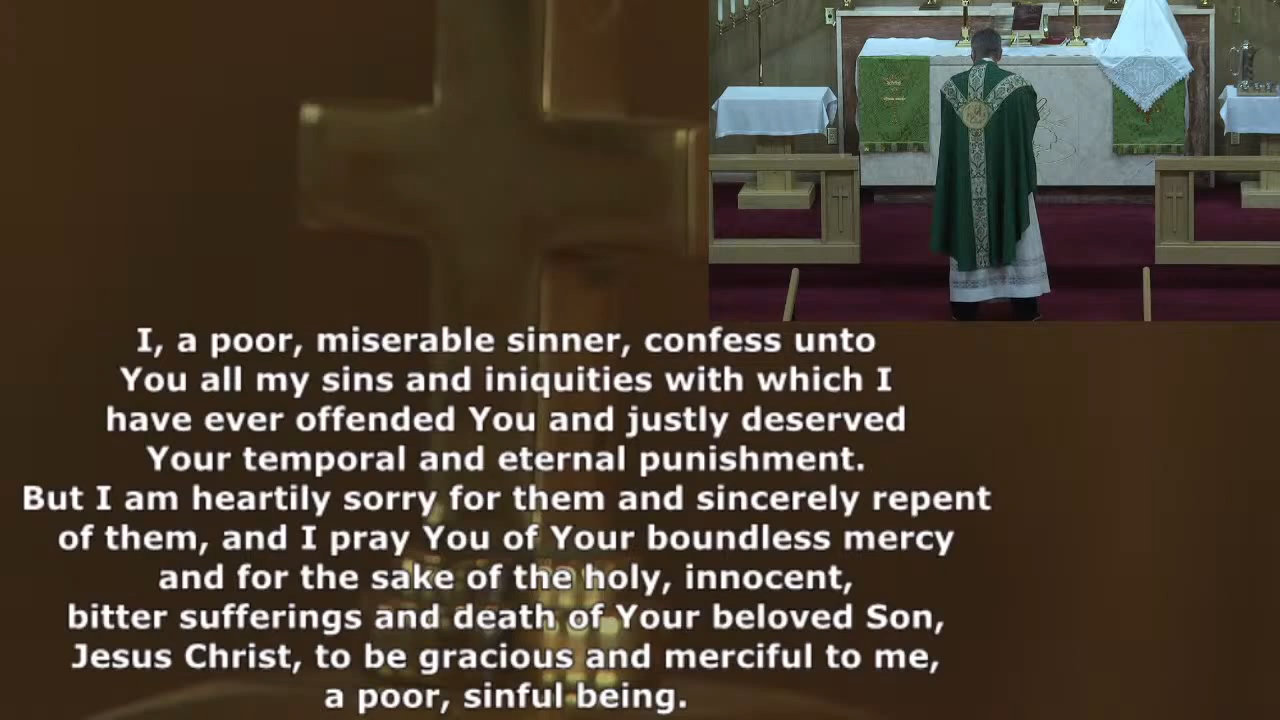 I, a poor, miserable sinner, confess unto
You all my sins and iniquities with which I
have ever offended You and justly deserved
Your temporal and eternal punishment.
But I am heartily sorry for them and sincerely repent
of them, and I pray You of Your boundless mercy
and for the sake of the holy, innocent,
bitter sufferings and death of Your beloved Son,
Jesus Christ, to be gracious and merciful to me,
a poor, sinful being.